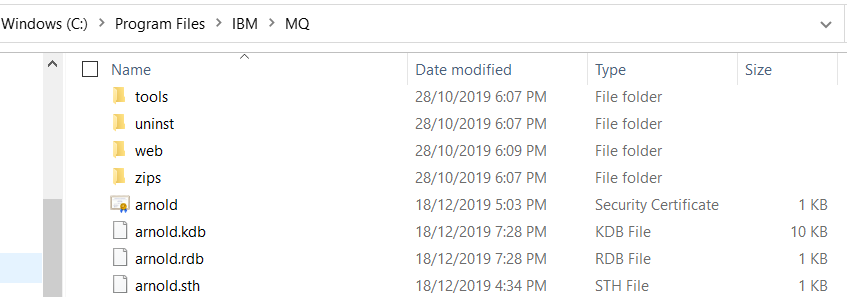 Windows (C:) > Program Files > IBM > MQ
Name Date modified Type Size
tools 28/10/2019 6:07 PM File folder
uninst 28/10/2019 6:07 PM File folder
web 28/10/2019 6:09 PM File folder
zips 28/10/2019 6:07 PM File folder
arnold 18/12/2019 5:03 PM Security Certificate 1 KB
arnold.kdb 18/12/2019 7:28 PM KDB File 10 KB
arnold.rdb 18/12/2019 7:28 PM RDB File 1 KB
arnold.sth 18/12/2019 4:34 PM STH File 1 KB